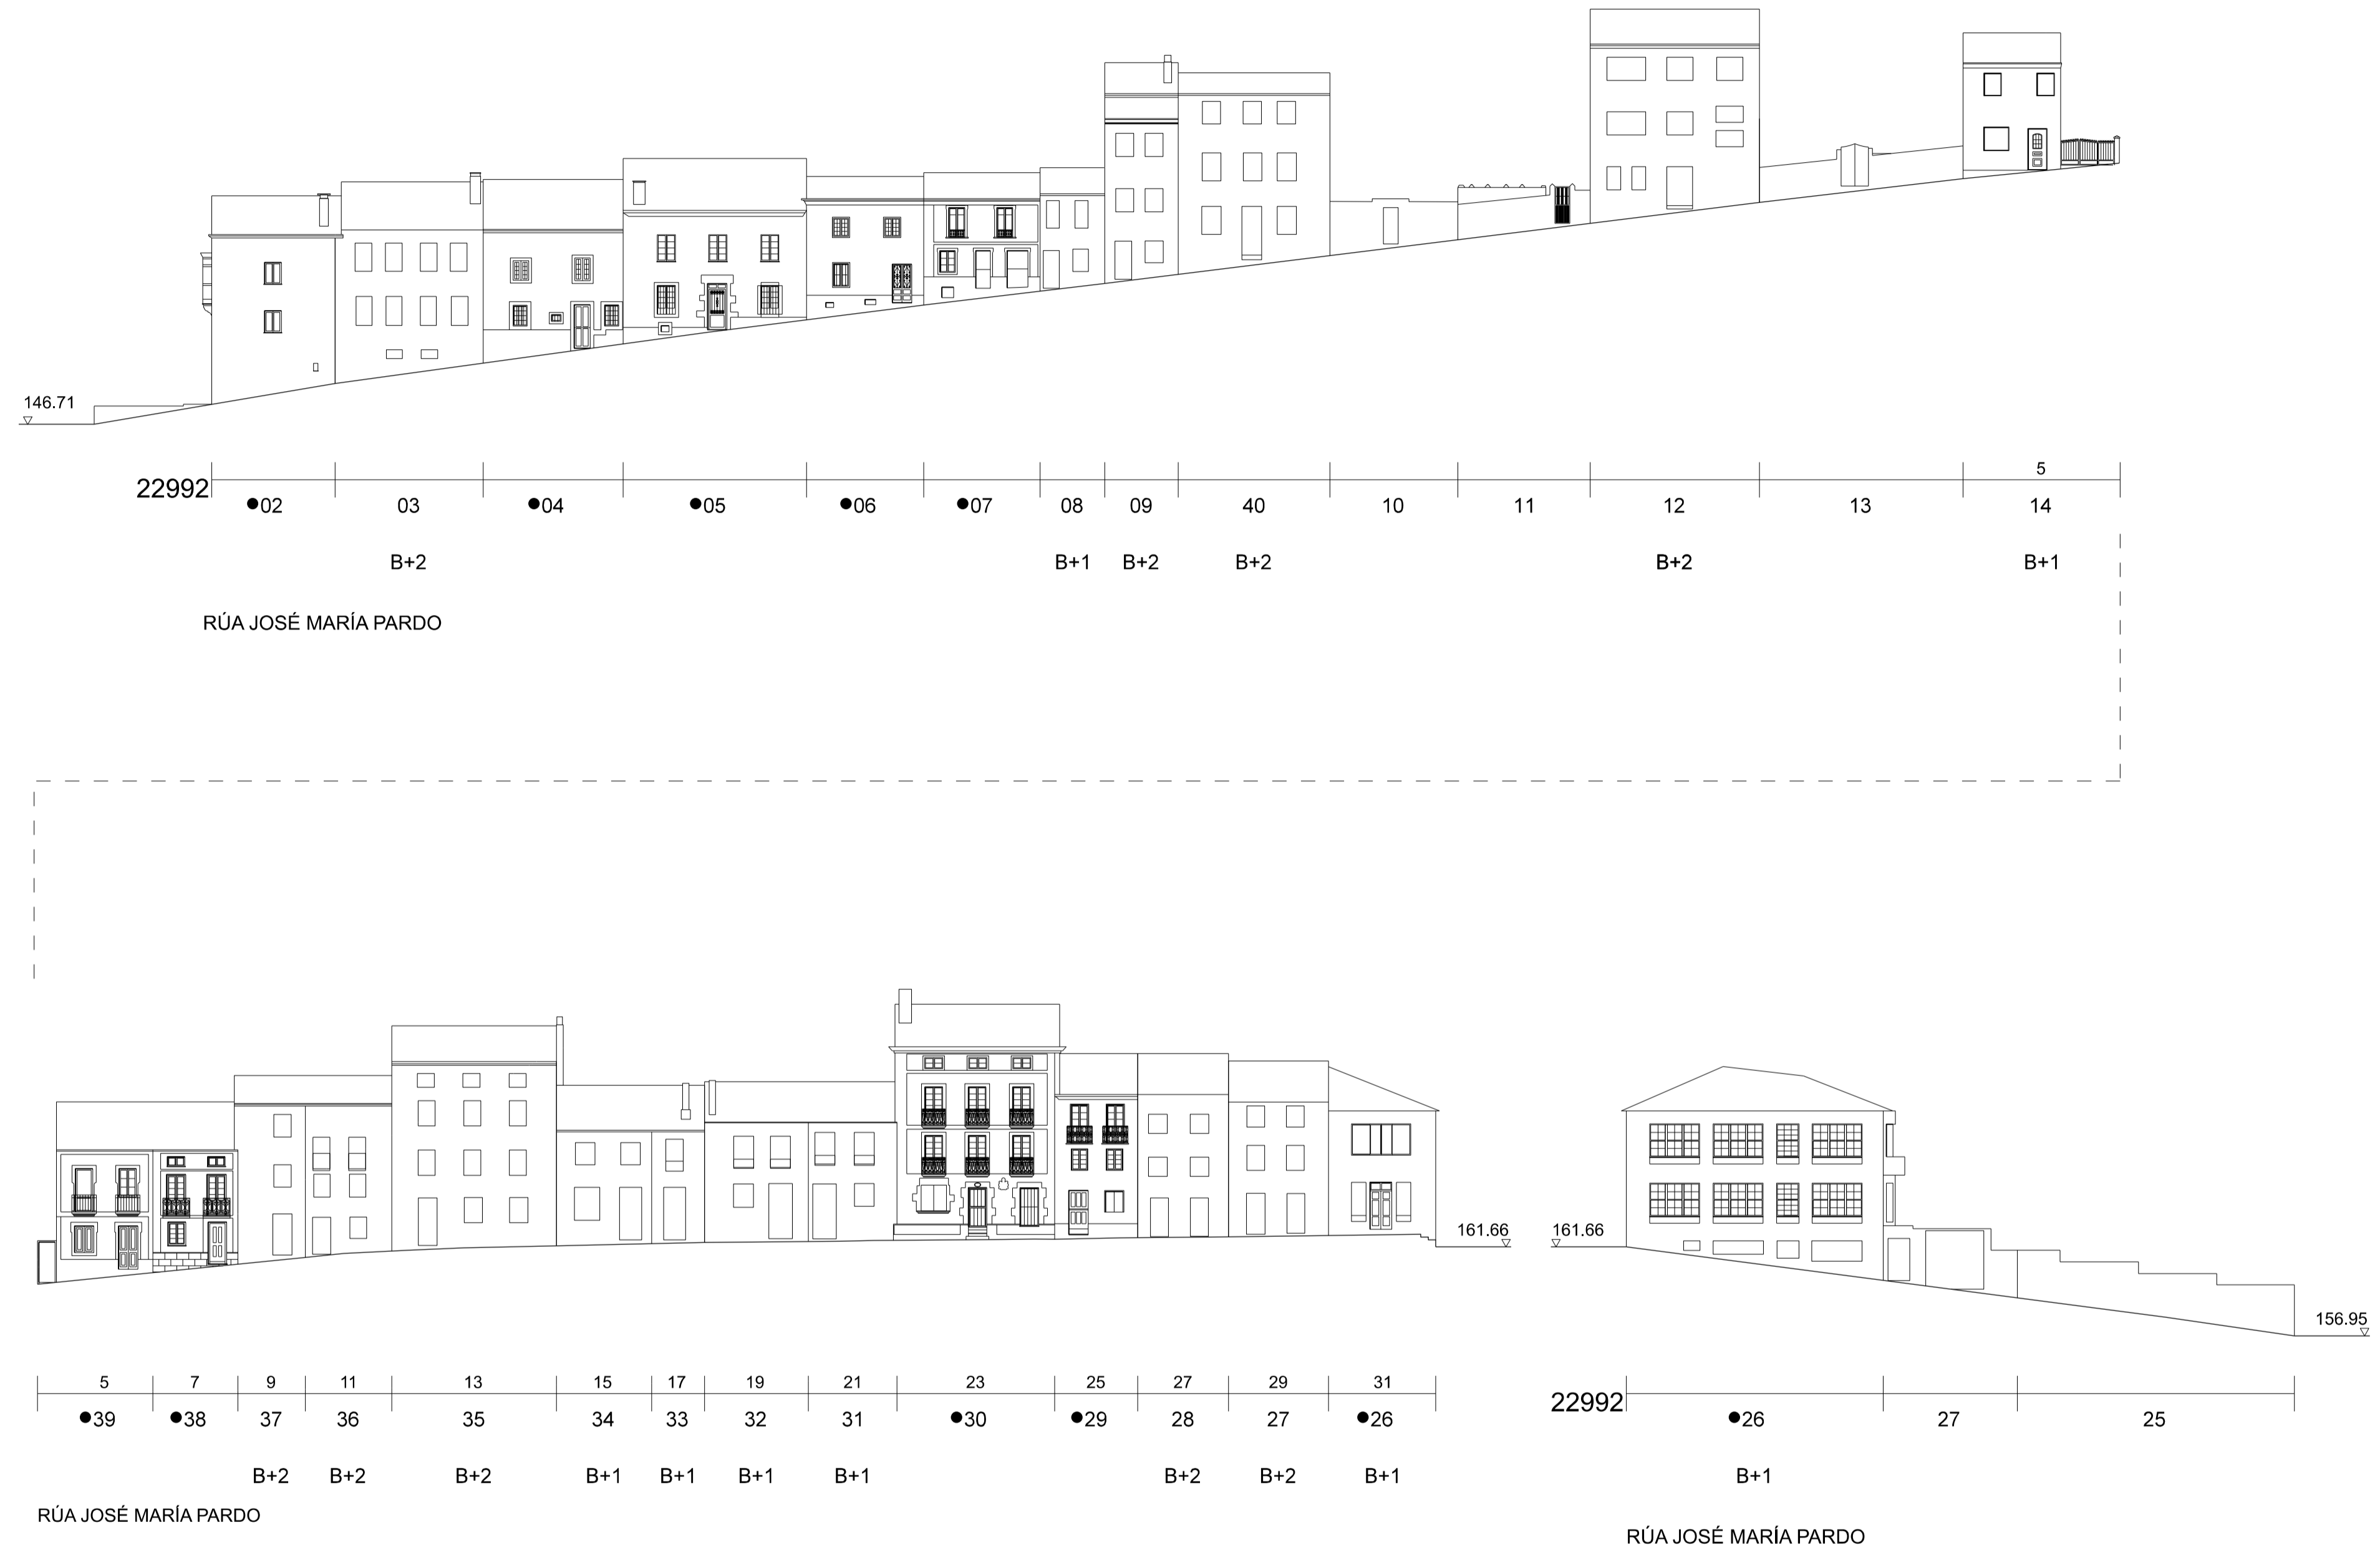 146.71
5
22992 ●02 03 ●04 ●05 ●06 ●07 08 09 40 10 11 12 13 14
B+2 B+1 B+2 B+2 B+2 B+1
RÚA JOSÉ MARÍA PARDO
161.66 161.66
156.95
5 7 9 11 13 15 17 19 21 23 25 27 29 31
●39 ●38 37 36 35 34 33 32 31 ●30 ●29 28 27 ●26
B+2 B+2 B+2 B+1 B+1 B+1 B+1 B+2 B+2 B+1
RÚA JOSÉ MARÍA PARDO
22992 ●26 27 25
B+1
RÚA JOSÉ MARÍA PARDO